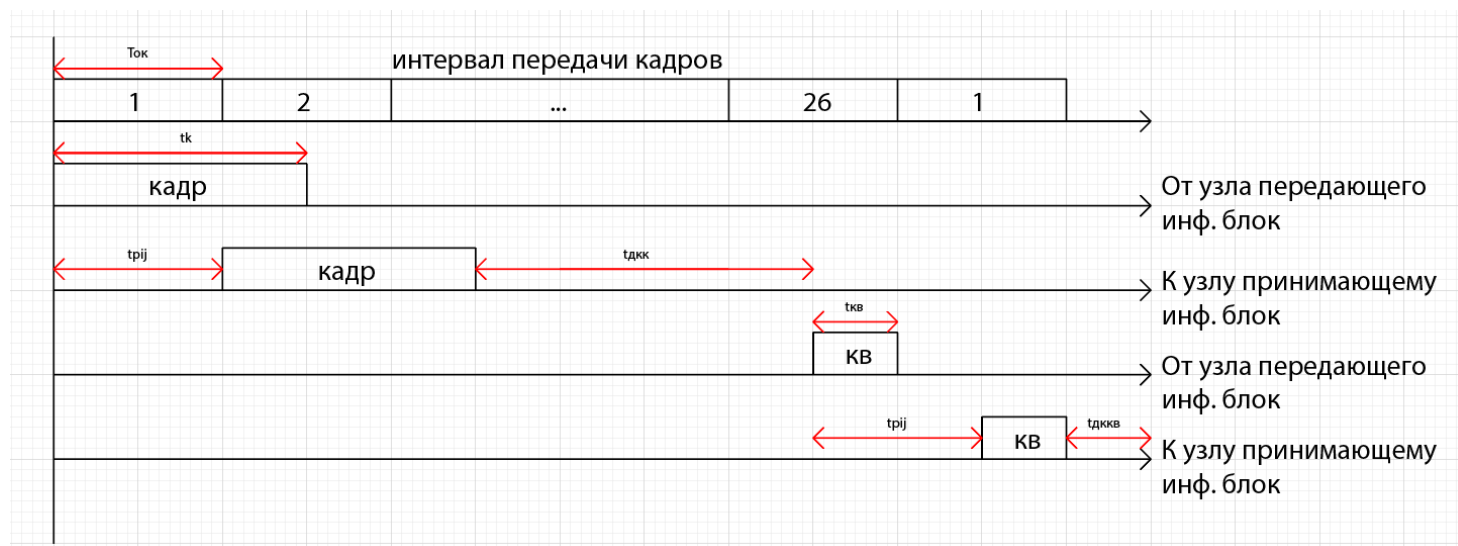 Ток
интервал передачи кадров
1 2 ... 26 1
tk
кадр
От узла передающего
инф. блок
tpij
кадр
tдкк
К узлу принимающему
инф. блок
tкв
кв
От узла передающего
инф. блок
tpij
кв
tдккв
К узлу принимающему
инф. блок